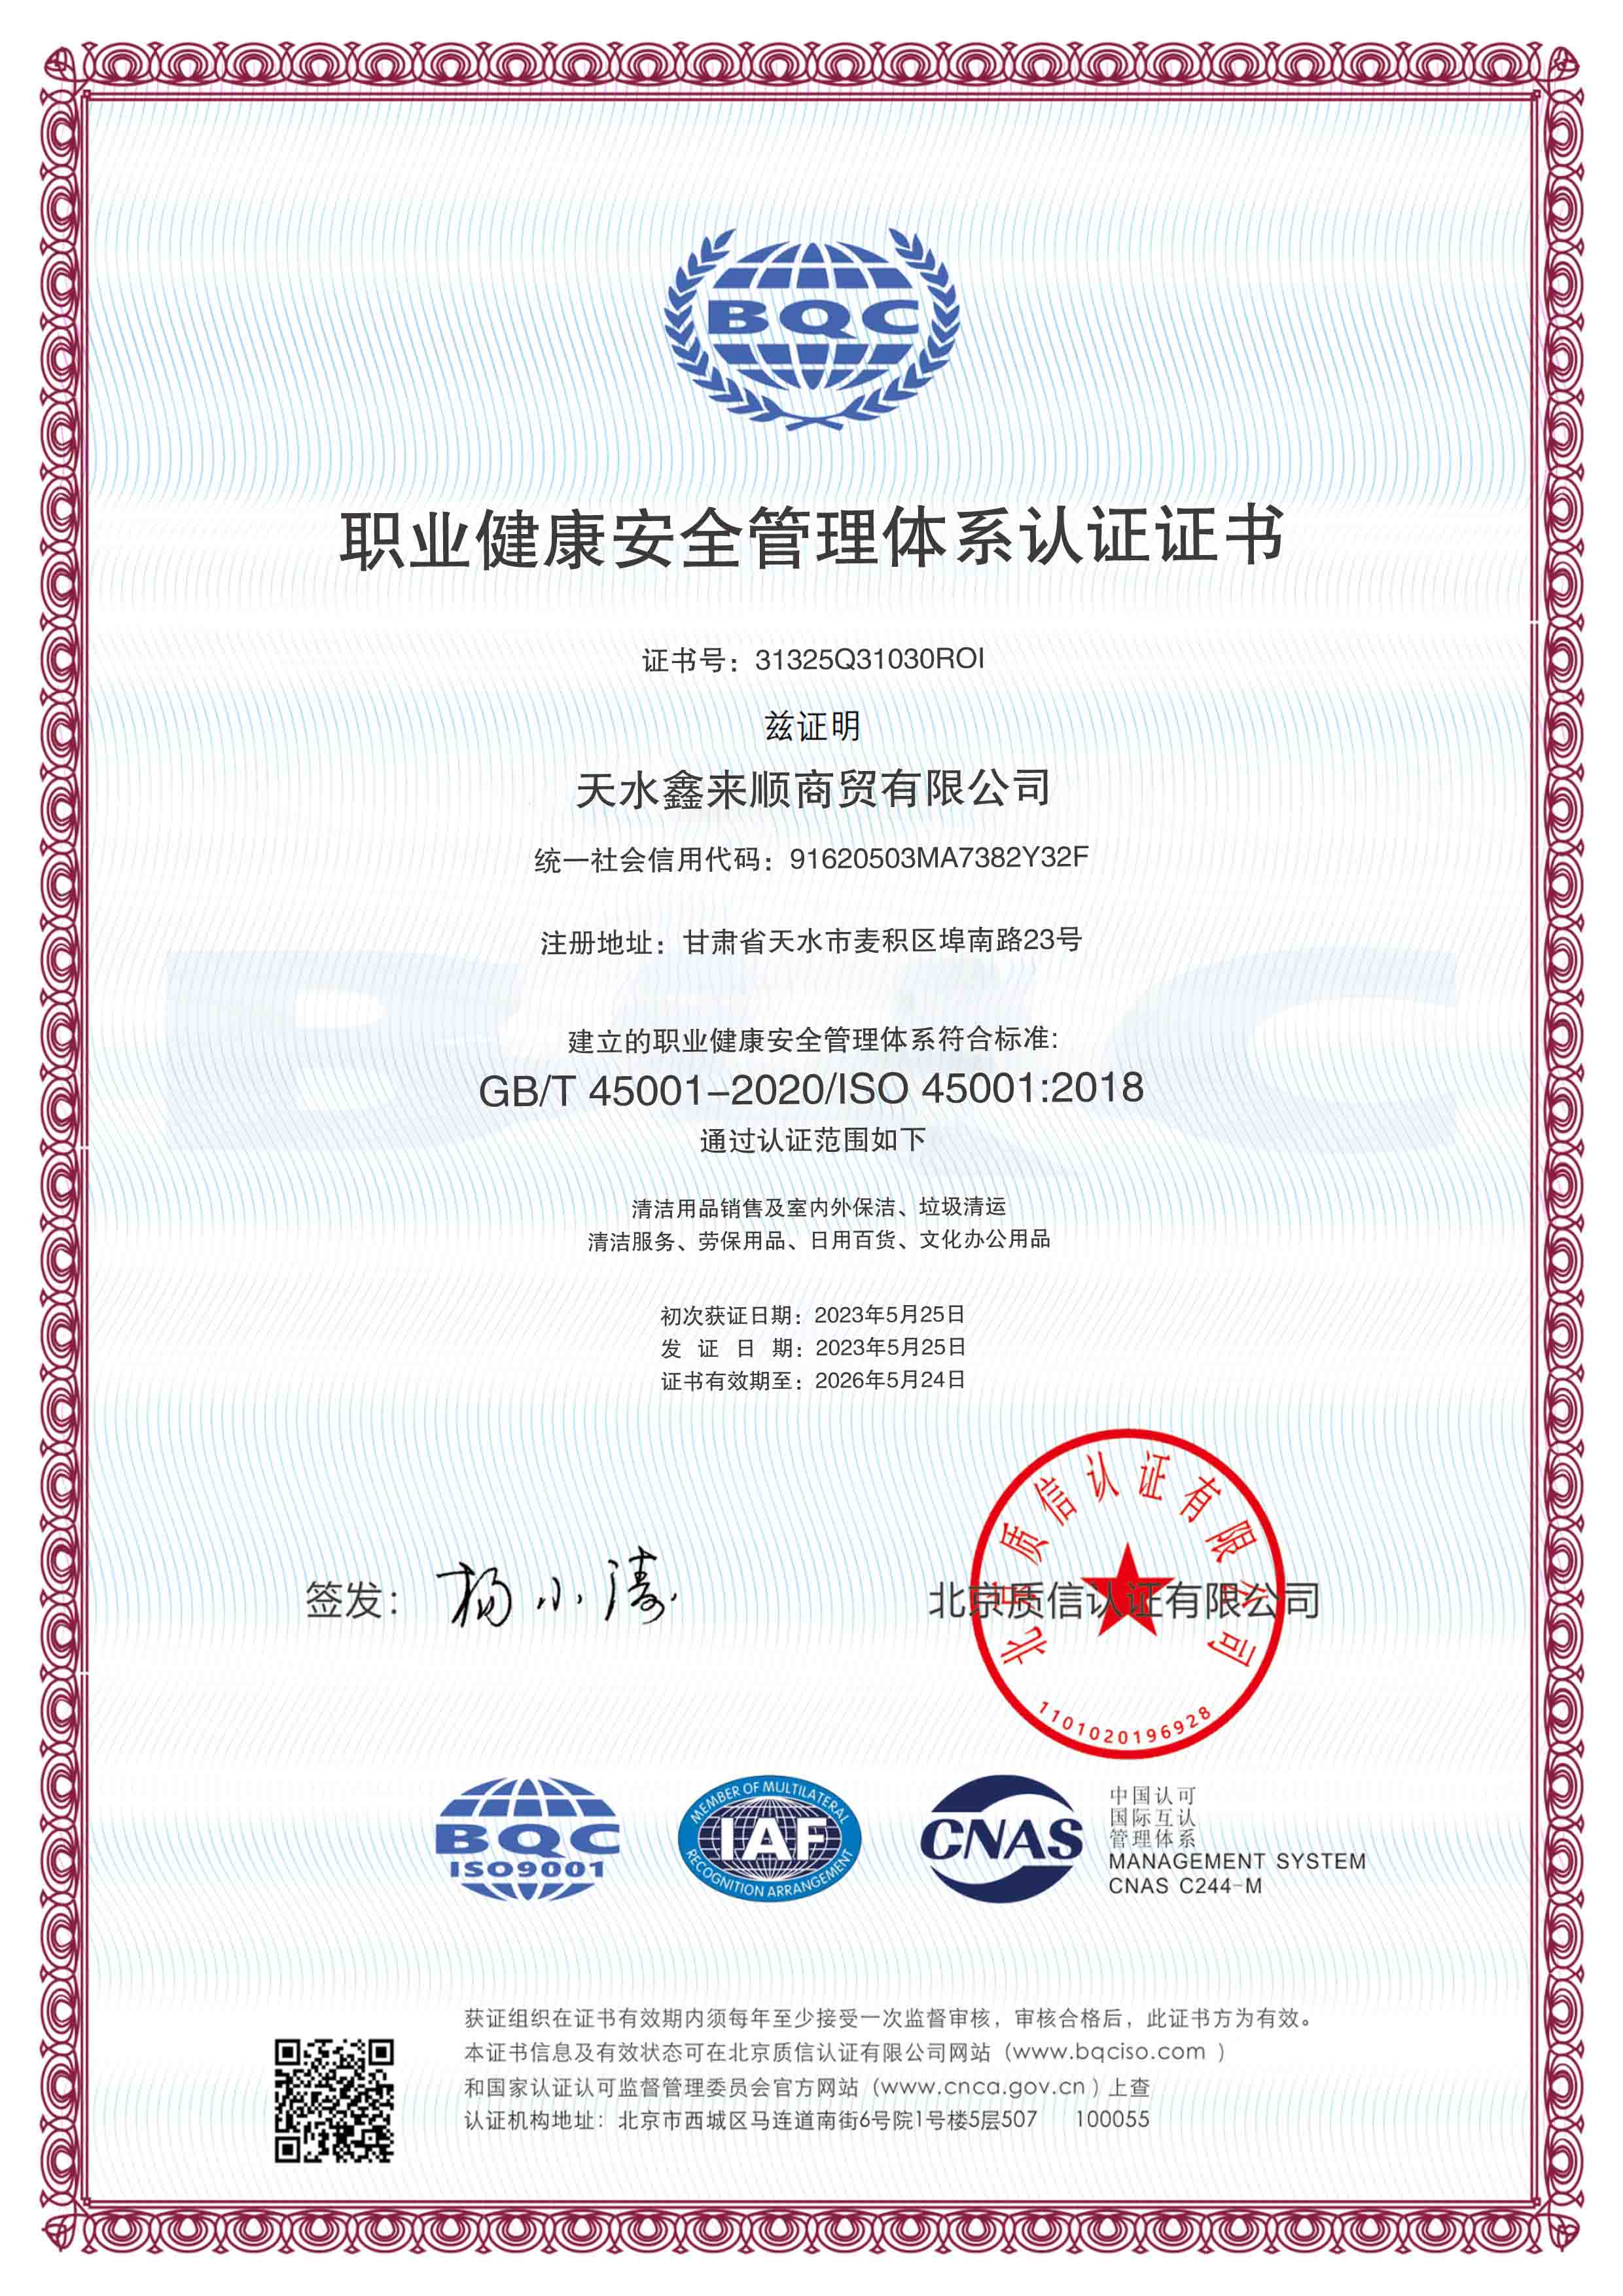 BQC
职业健康安全管理体系认证证书
证书号：31325Q31030ROI
兹证明
天水鑫来顺商贸有限公司
统一社会信用代码：91620503MA7382Y32F
注册地址：甘肃省天水市麦积区埠南路23号
建立的职业健康安全管理体系符合标准:
GB/T 45001-2020/ISO 45001:2018
通过认证范围如下
清洁用品销售及室内外保洁、垃圾清运
清洁服务、劳保用品、日用百货、文化办公用品
初次获证日期：2023年5月25日
发 证 日 期：2023年5月25日
证书有效期至：2026年5月24日
签发：杨小涛
北京质信认证有限公司
北京质信认证有限公司
1101020196928
BQC
ISO9001
MEMBER OF MULTILATERAL
IAF
RECOGNITION ARRANGEMENT
CNAS
中国认可
国际互认
管理体系
MANAGEMENT SYSTEM
CNAS C244-M
获证组织在证书有效期内须每年至少接受一次监督审核，审核合格后，此证书方为有效。
本证书信息及有效状态可在北京质信认证有限公司网站（www.bqciso.com ）
和国家认证认可监督管理委员会官方网站（www.cnca.gov.cn ）上查
认证机构地址：北京市西城区马连道南街6号院1号楼5层507 100055